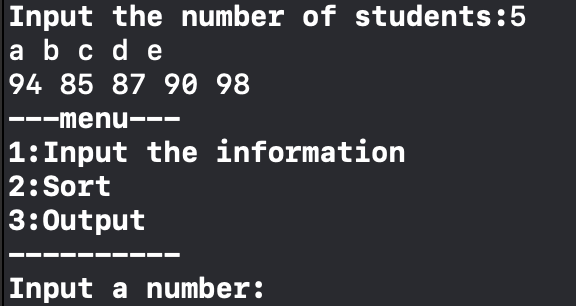 Input the number of students:5
a b c d e
94 85 87 90 98
---menu---
1:Input the information
2:Sort
3:Output
----------
Input a number: